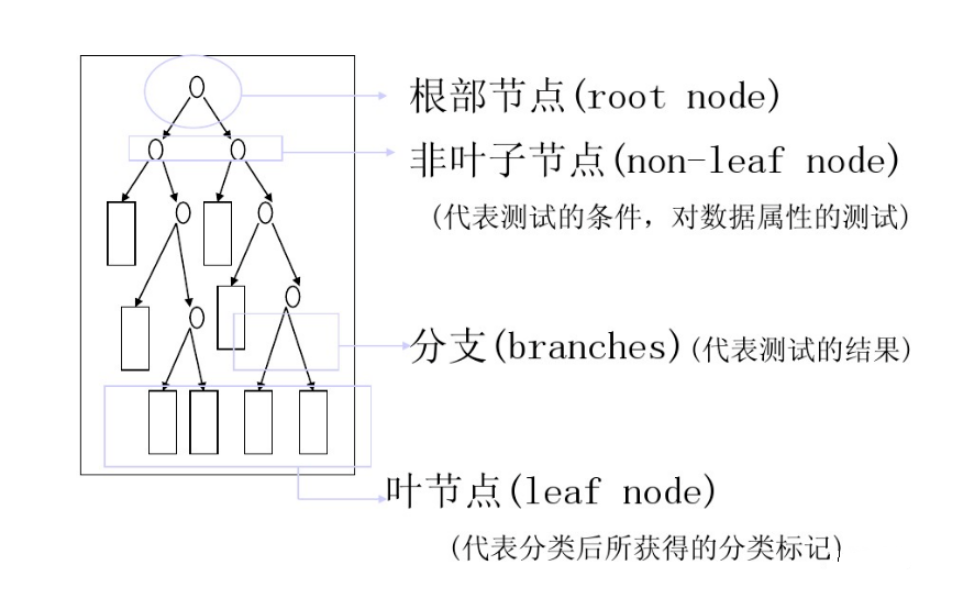 根部节点(root node)
非叶子节点(non-leaf node)
(代表测试的条件，对数据属性的测试)
分支(branches)(代表测试的结果)
叶节点(leaf node)
(代表分类后所获得的分类标记)